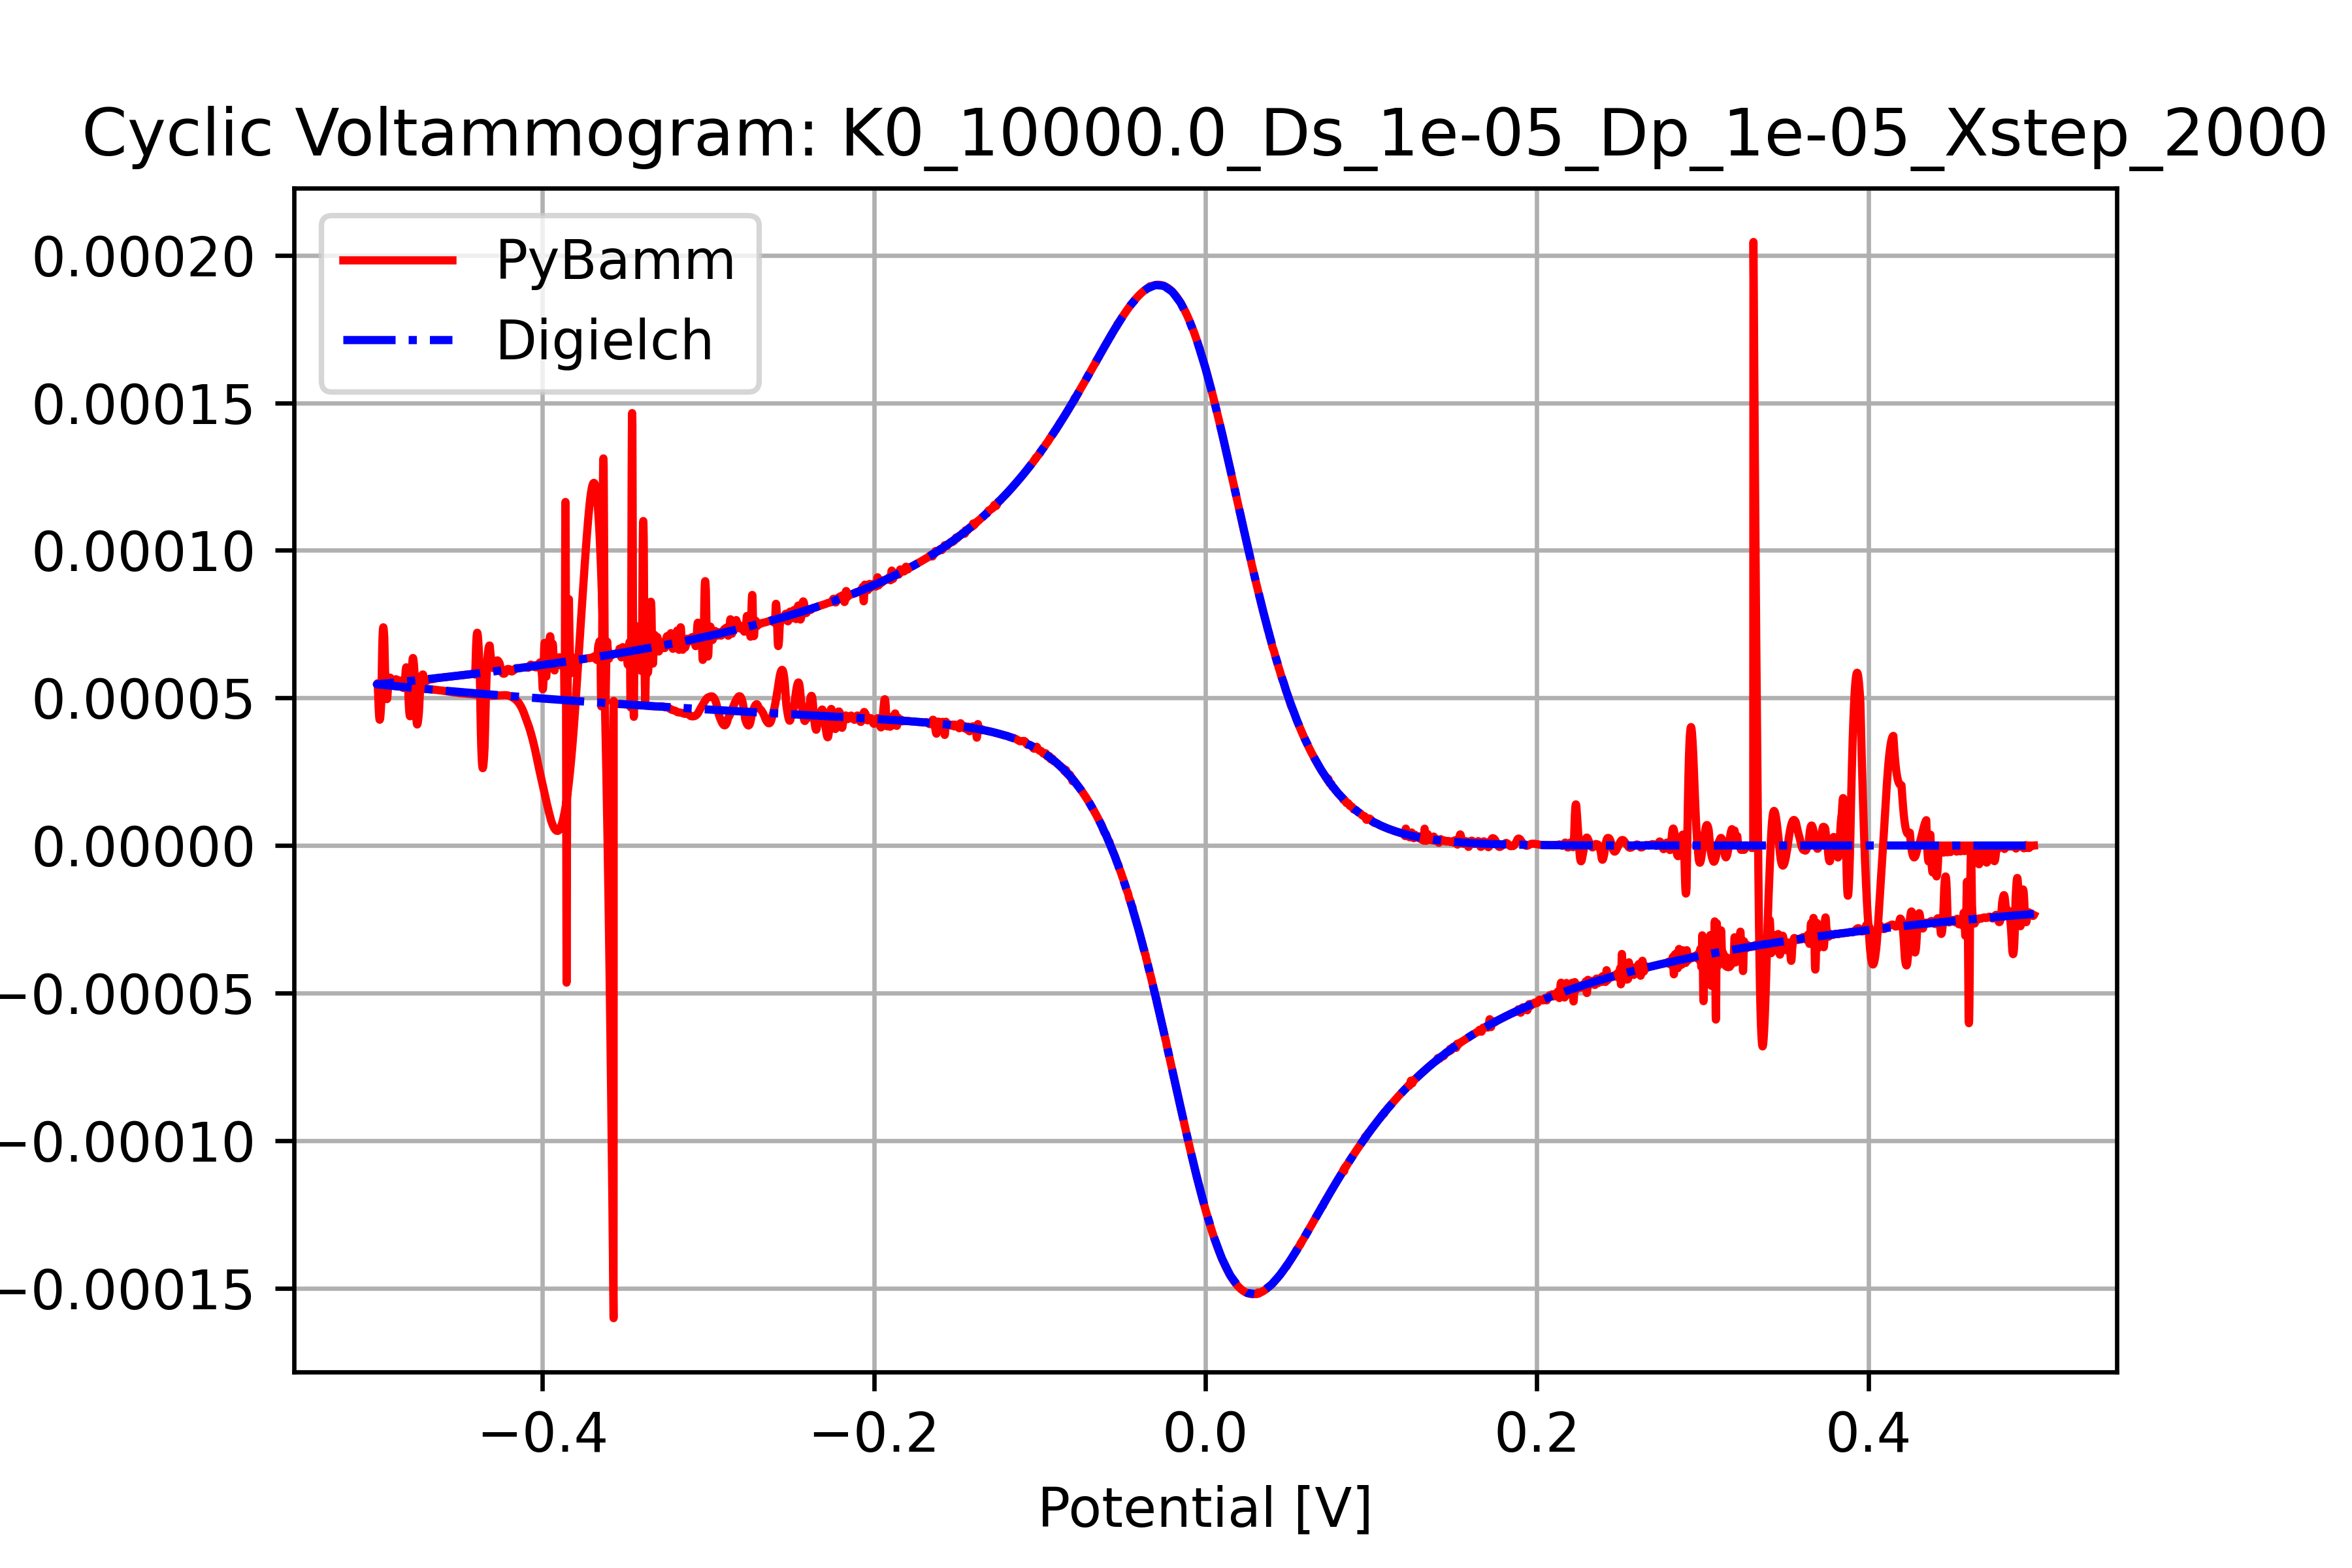 Cyclic Voltammogram: K0_10000.0_Ds_1e-05_Dp_1e-05_Xstep_2000
PyBamm
Digielch
0.00020
0.00015
0.00010
0.00005
0.00000
−0.00005
−0.00010
−0.00015
−0.4 −0.2 0.0 0.2 0.4
Potential [V]